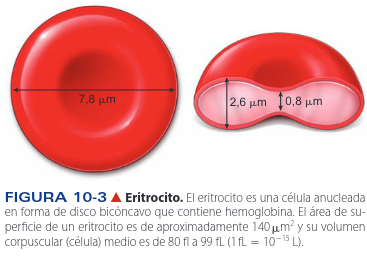 7,8 μm
2,6 μm
0,8 μm
FIGURA 10-3 ▲ Eritrocito. El eritrocito es una célula anucleada
en forma de disco bicóncavo que contiene hemoglobina. El área de su-
perficie de un eritrocito es de aproximadamente 140 μm² y su volumen
corpuscular (célula) medio es de 80 fl a 99 fL (1 fL = 10⁻¹⁵ L).